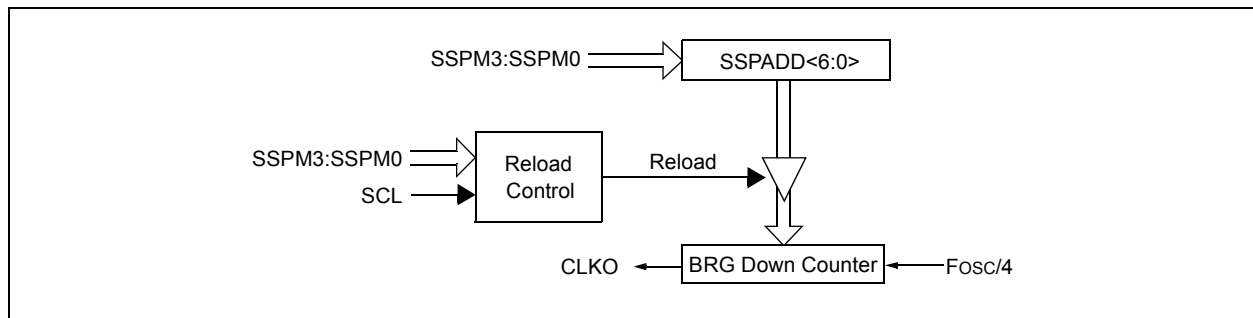 SSPM3:SSPM0
SSPADD<6:0>
SSPM3:SSPM0
SCL
Reload
Control
Reload
CLKO
BRG Down Counter
FOSC/4